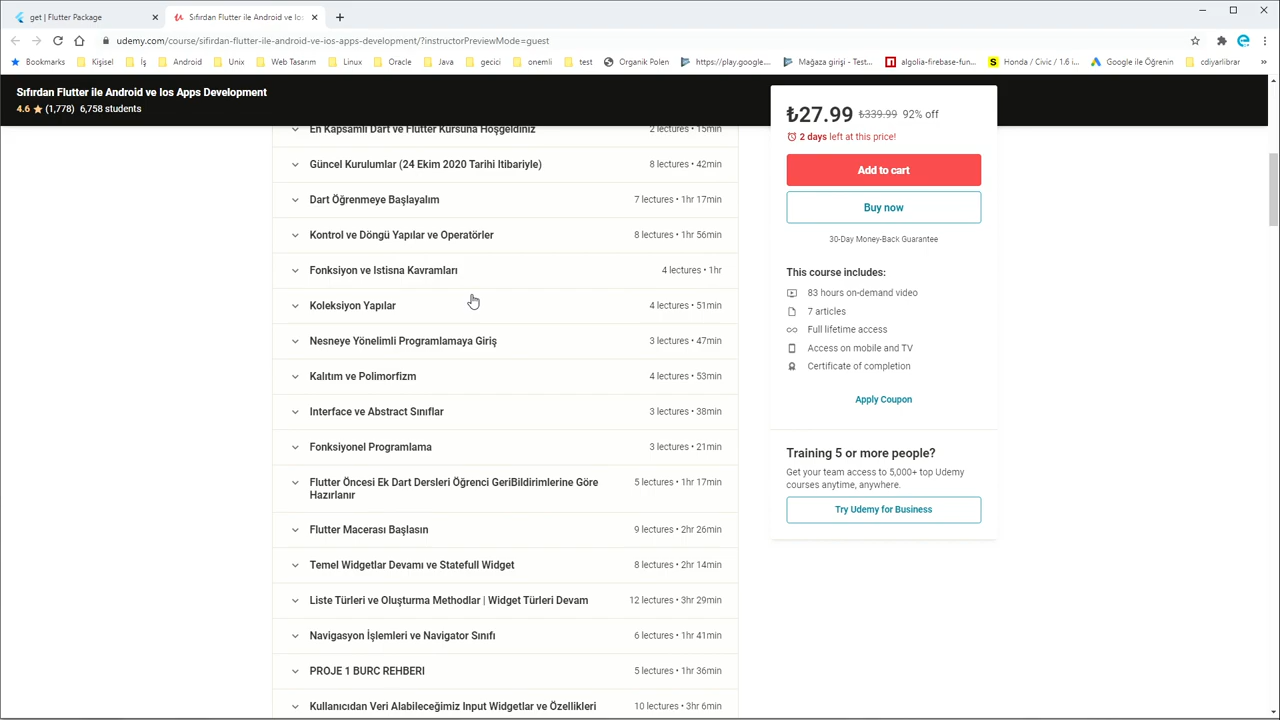 get | Flutter Package
Sıfırdan Flutter ile Android ve Ios
udemy.com/course/sifirdan-flutter-ile-android-ve-ios-apps-development/?instructorPreviewMode=guest
Bookmarks Kişisel İş Android Unix Web Tasarım Linux Oracle Java gecici onemli test Organik Polen https://play.google.... Mağaza girişi - Test... algolia-firebase-fun... Honda / Civic / 1.6 i... Google ile Öğrenin cdiyarlibrar »
Sıfırdan Flutter ile Android ve Ios Apps Development
4.6 ★ (1,778) 6,758 students
En Kapsamlı Dart ve Flutter Kursuna Hoşgeldiniz 2 lectures • 15min
Güncel Kurulumlar (24 Ekim 2020 Tarihi Itibariyle) 8 lectures • 42min
Dart Öğrenmeye Başlayalım 7 lectures • 1hr 17min
Kontrol ve Döngü Yapılar ve Operatörler 8 lectures • 1hr 56min
Fonksiyon ve Istisna Kavramları 4 lectures • 1hr
Koleksiyon Yapılar 4 lectures • 51min
Nesneye Yönelimli Programlamaya Giriş 3 lectures • 47min
Kalıtım ve Polimorfizm 4 lectures • 53min
Interface ve Abstract Sınıflar 3 lectures • 38min
Fonksiyonel Programlama 3 lectures • 21min
Flutter Öncesi Ek Dart Dersleri Öğrenci GeriBildirimlerine Göre 5 lectures • 1hr 17min
Hazırlanır
Flutter Macerası Başlasın 9 lectures • 2hr 26min
Temel Widgetlar Devamı ve Statefull Widget 8 lectures • 2hr 14min
Liste Türleri ve Oluşturma Methodlar | Widget Türleri Devam 12 lectures • 3hr 29min
Navigasyon İşlemleri ve Navigator Sınıfı 6 lectures • 1hr 41min
PROJE 1 BURC REHBERI 5 lectures • 1hr 36min
Kullanıcıdan Veri Alabileceğimiz Input Widgetlar ve Özellikleri 10 lectures • 3hr 6min
₺27.99 ₺339.99 92% off
2 days left at this price!
Add to cart
Buy now
30-Day Money-Back Guarantee
This course includes:
83 hours on-demand video
7 articles
Full lifetime access
Access on mobile and TV
Certificate of completion
Apply Coupon
Training 5 or more people?
Get your team access to 5,000+ top Udemy
courses anytime, anywhere.
Try Udemy for Business